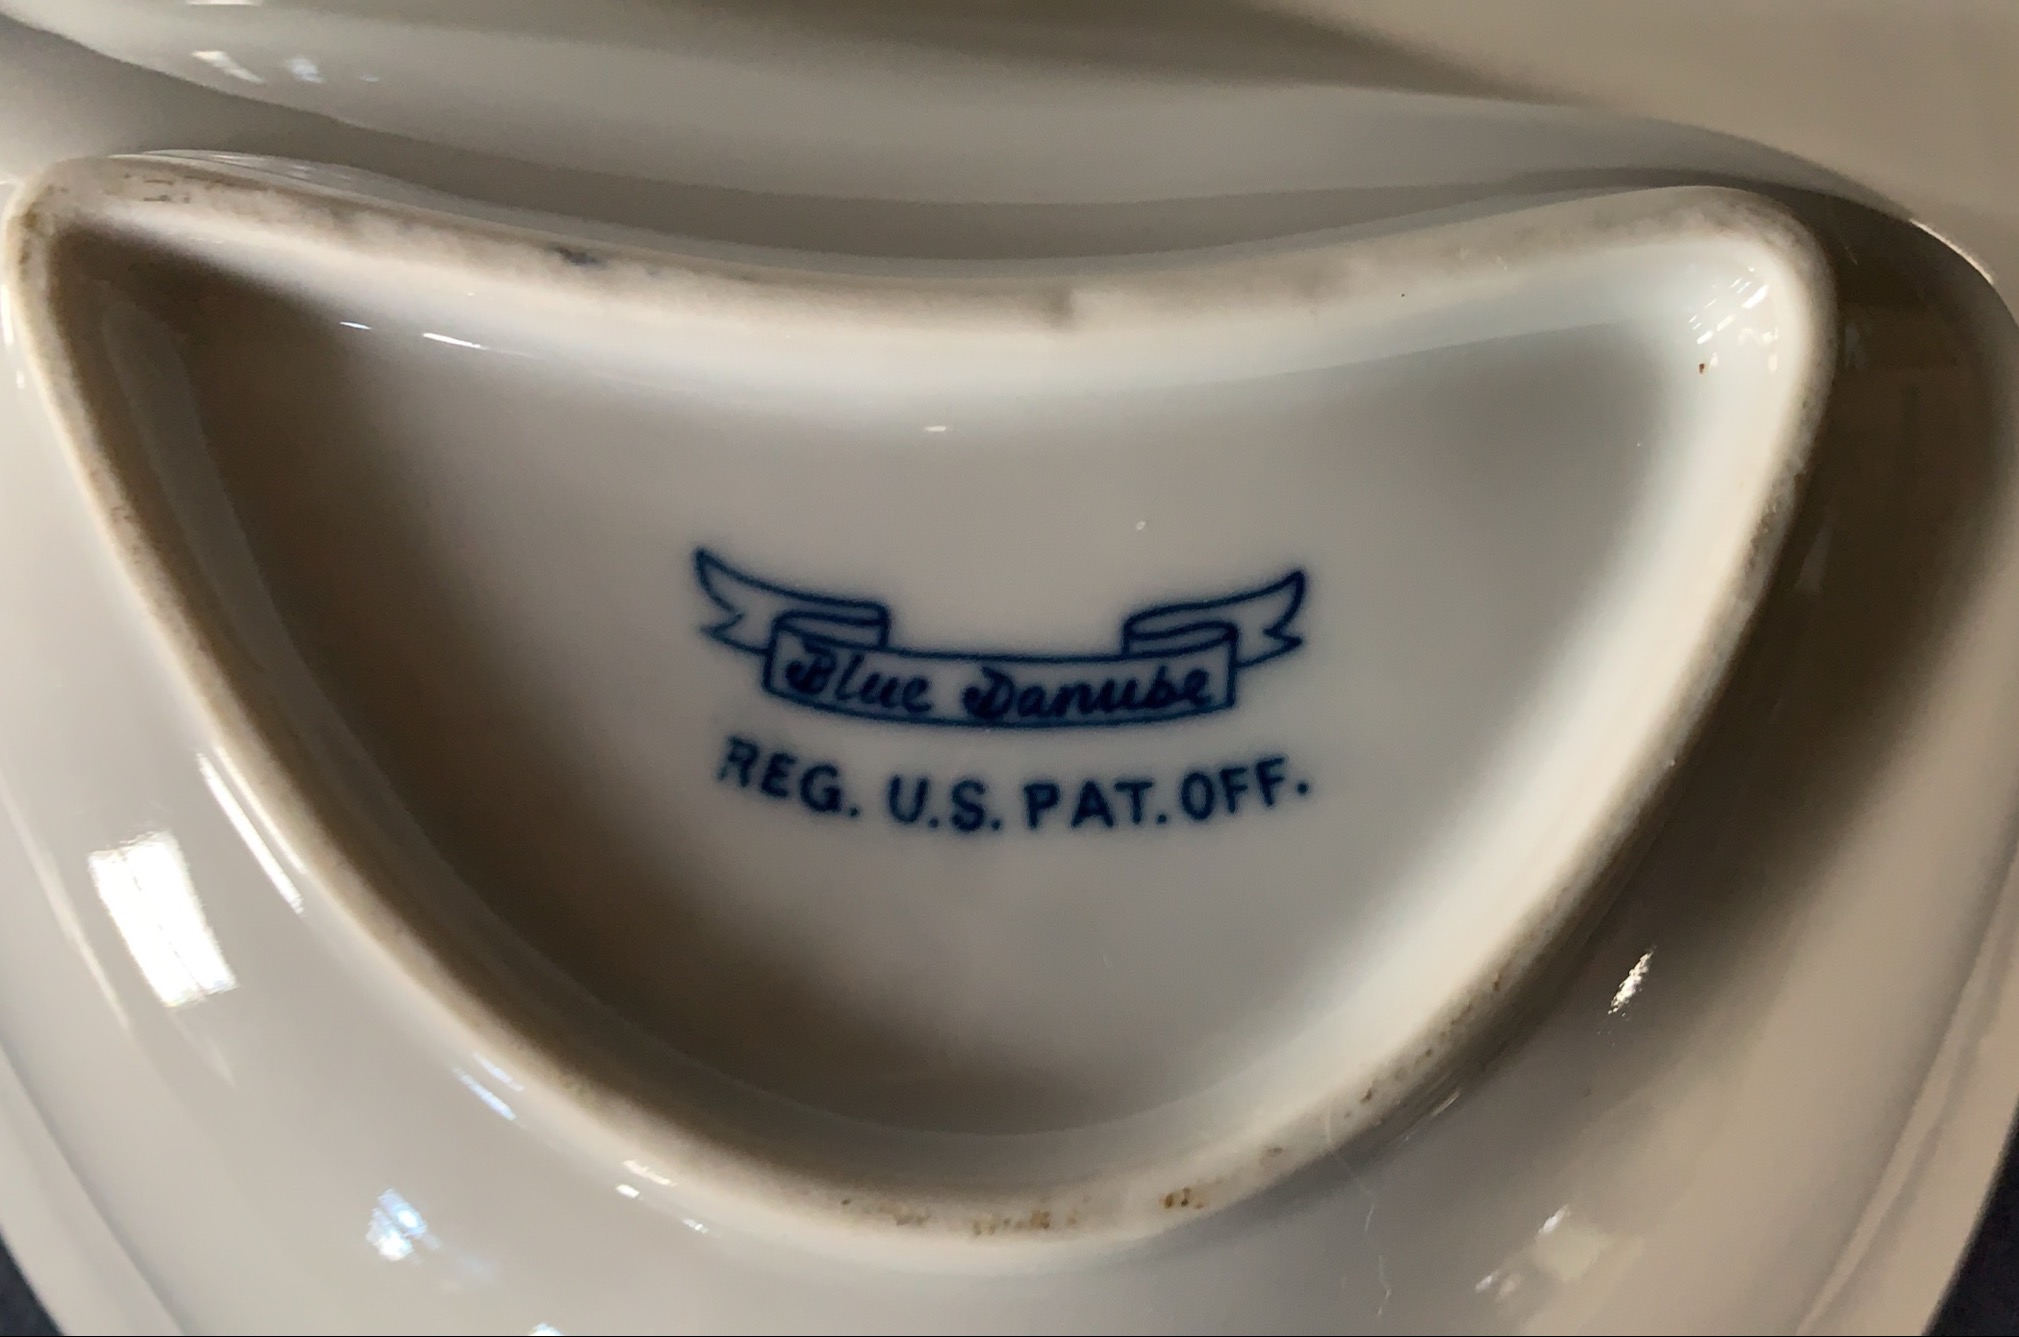 Blue Danube
REG. U.S. PAT. OFF.